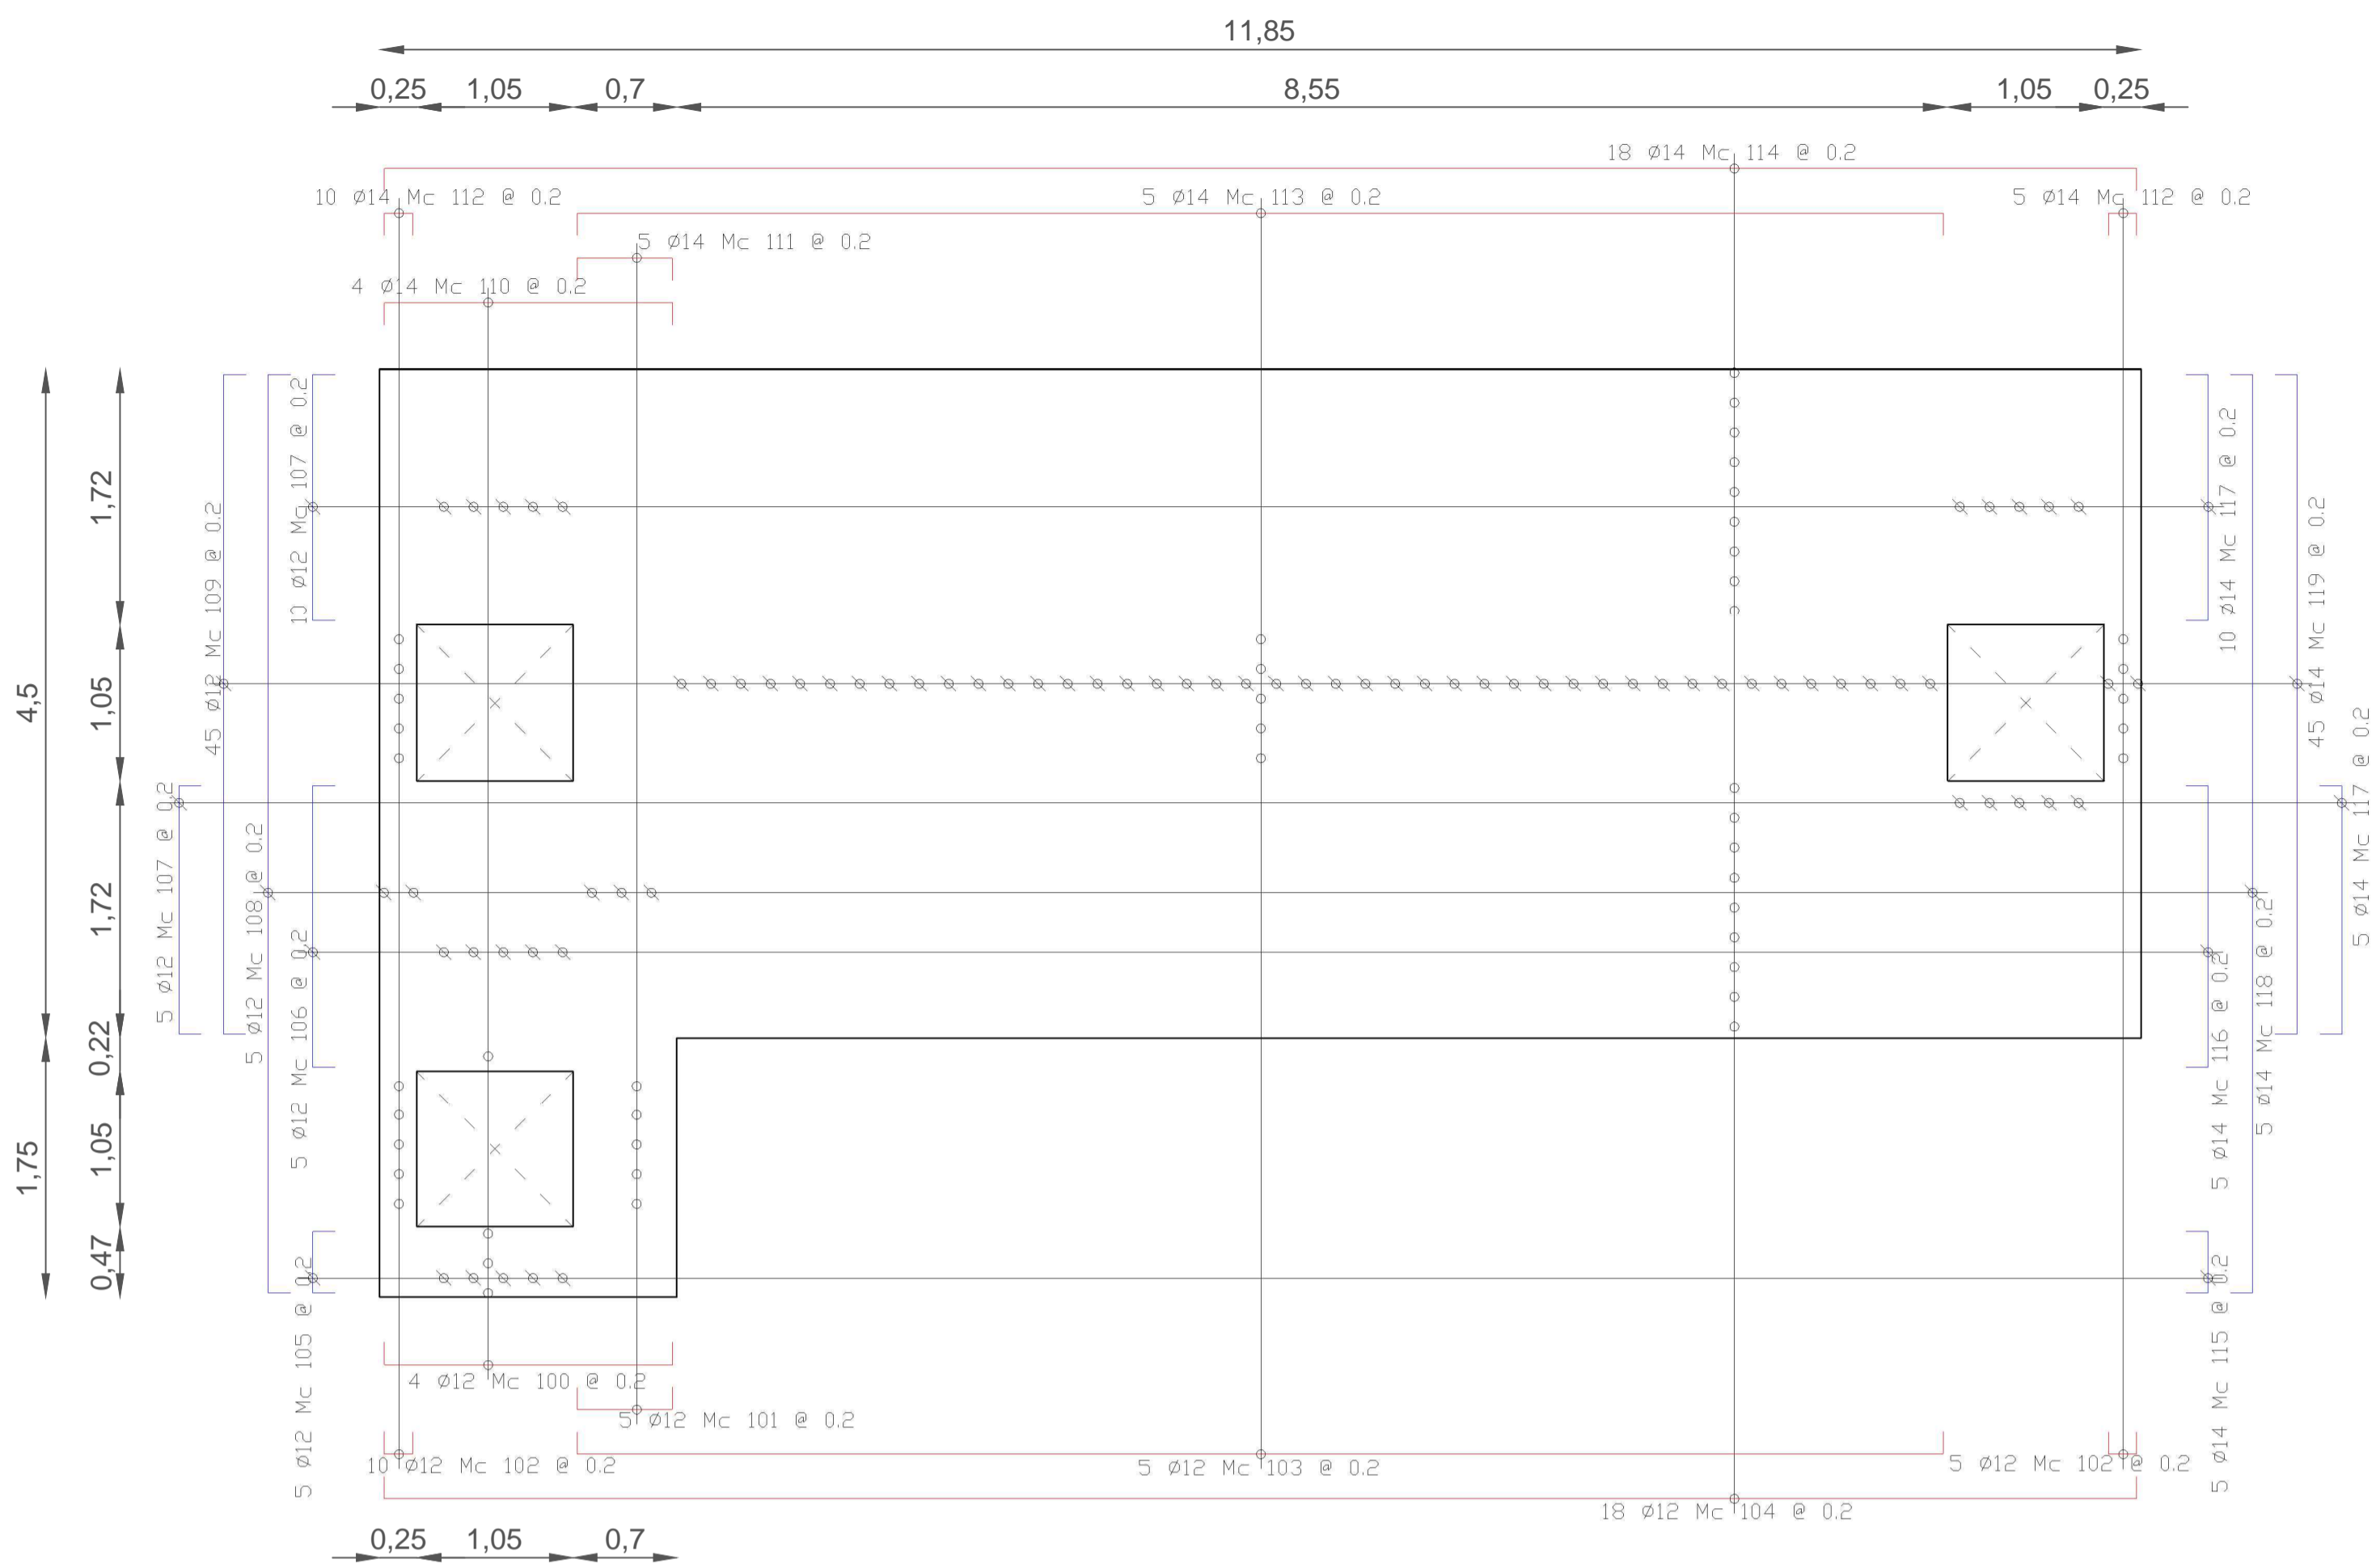 11,85
0,25 1,05 0,7 8,55 1,05 0,25
18 ø14 Mc 114 @ 0.2
10 ø14 Mc 112 @ 0.2
5 ø14 Mc 113 @ 0.2
5 ø14 Mc 112 @ 0.2
5 ø14 Mc 111 @ 0.2
4 ø14 Mc 110 @ 0.2
4,5
1,75
1,72
1,05
1,72
0,22
1,05
0,47
5 ø12 Mc 107 @ 0.2
45 ø12 Mc 109 @ 0.2
5 ø12 Mc 108 @ 0.2
10 ø12 Mc 107 @ 0.2
5 ø12 Mc 106 @ 0.2
5 ø12 Mc 105 @ 0.2
10 ø14 Mc 117 @ 0.2
5 ø14 Mc 116 @ 0.2
5 ø14 Mc 115 @ 0.2
5 ø14 Mc 118 @ 0.2
45 ø14 Mc 119 @ 0.2
5 ø14 Mc 117 @ 0.2
4 ø12 Mc 100 @ 0.2
5 ø12 Mc 101 @ 0.2
10 ø12 Mc 102 @ 0.2
5 ø12 Mc 103 @ 0.2
5 ø12 Mc 102 @ 0.2
18 ø12 Mc 104 @ 0.2
0,25 1,05 0,7